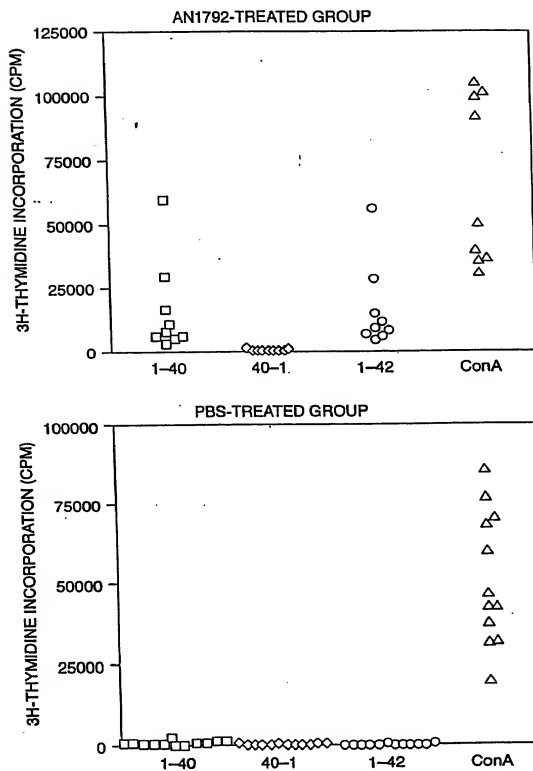 AN1792-TREATED GROUP
3H-THYMIDINE INCORPORATION (CPM)
125000
100000
75000
50000
25000
0
1–40
40–1
1–42
ConA
PBS-TREATED GROUP
3H-THYMIDINE INCORPORATION (CPM)
100000
75000
50000
25000
0
1–40
40–1
1–42
ConA